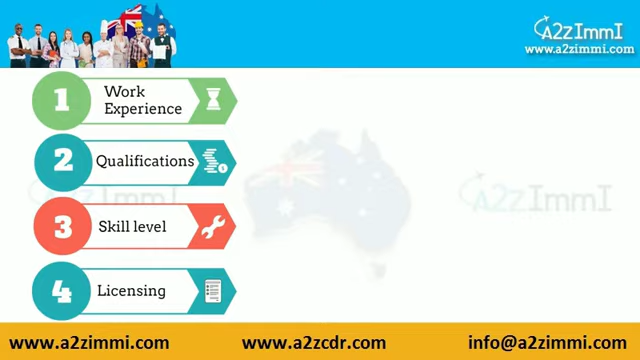 A2ZImmI
www.a2zimmi.com
1
Work
Experience
2
Qualifications
3
Skill level
4
Licensing
A2ZImmI
A2ZImmI
www.a2zimmi.com
www.a2zcdr.com
info@a2zimmi.com